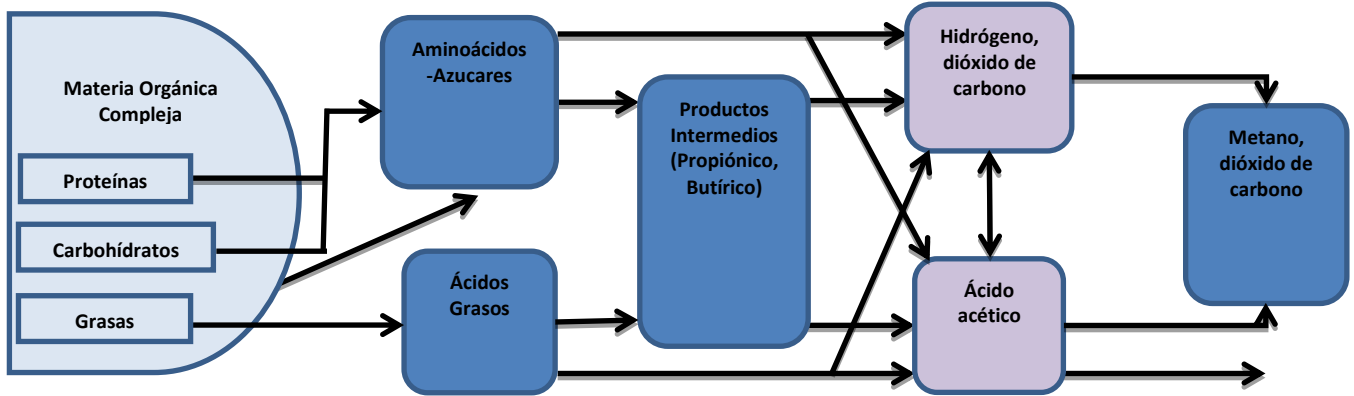 Materia Orgánica
Compleja
Proteínas
Carbohídratos
Grasas
Aminoácidos
-Azucares
Ácidos
Grasos
Productos
Intermedios
(Propiónico,
Butírico)
Hidrógeno,
dióxido de
carbono
Ácido
acético
Metano,
dióxido de
carbono